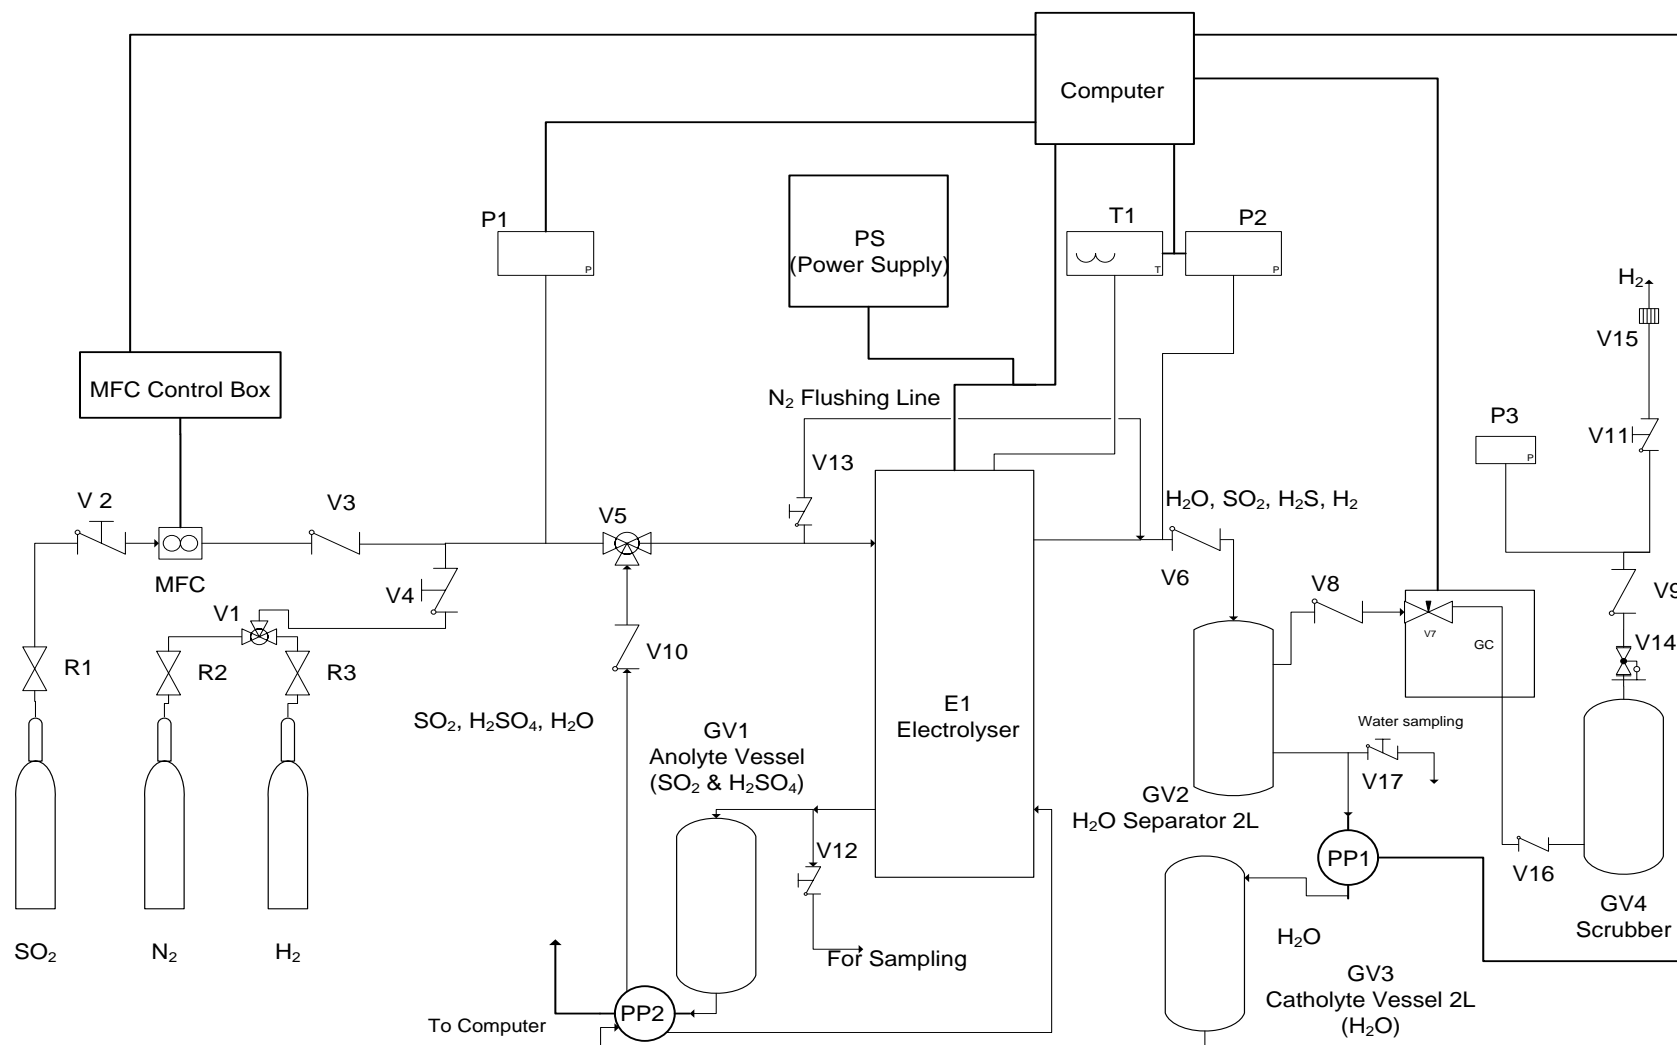 Computer
P1
PS
(Power Supply)
T1
T
P2
P
P
H₂
V15
MFC Control Box
N₂ Flushing Line
P3
P
V11
V 2
V3
V5
V13
H₂O, SO₂, H₂S, H₂
MFC
V4
V6
V8
V9
V1
V7
GC
V14
R1
R2
R3
V10
SO₂, H₂SO₄, H₂O
E1
Electrolyser
GV1
Anolyte Vessel
(SO₂ & H₂SO₄)
Water sampling
V17
GV2
H₂O Separator 2L
V12
PP1
V16
GV4
Scrubber
SO₂
N₂
H₂
For Sampling
H₂O
GV3
Catholyte Vessel 2L
(H₂O)
PP2
To Computer